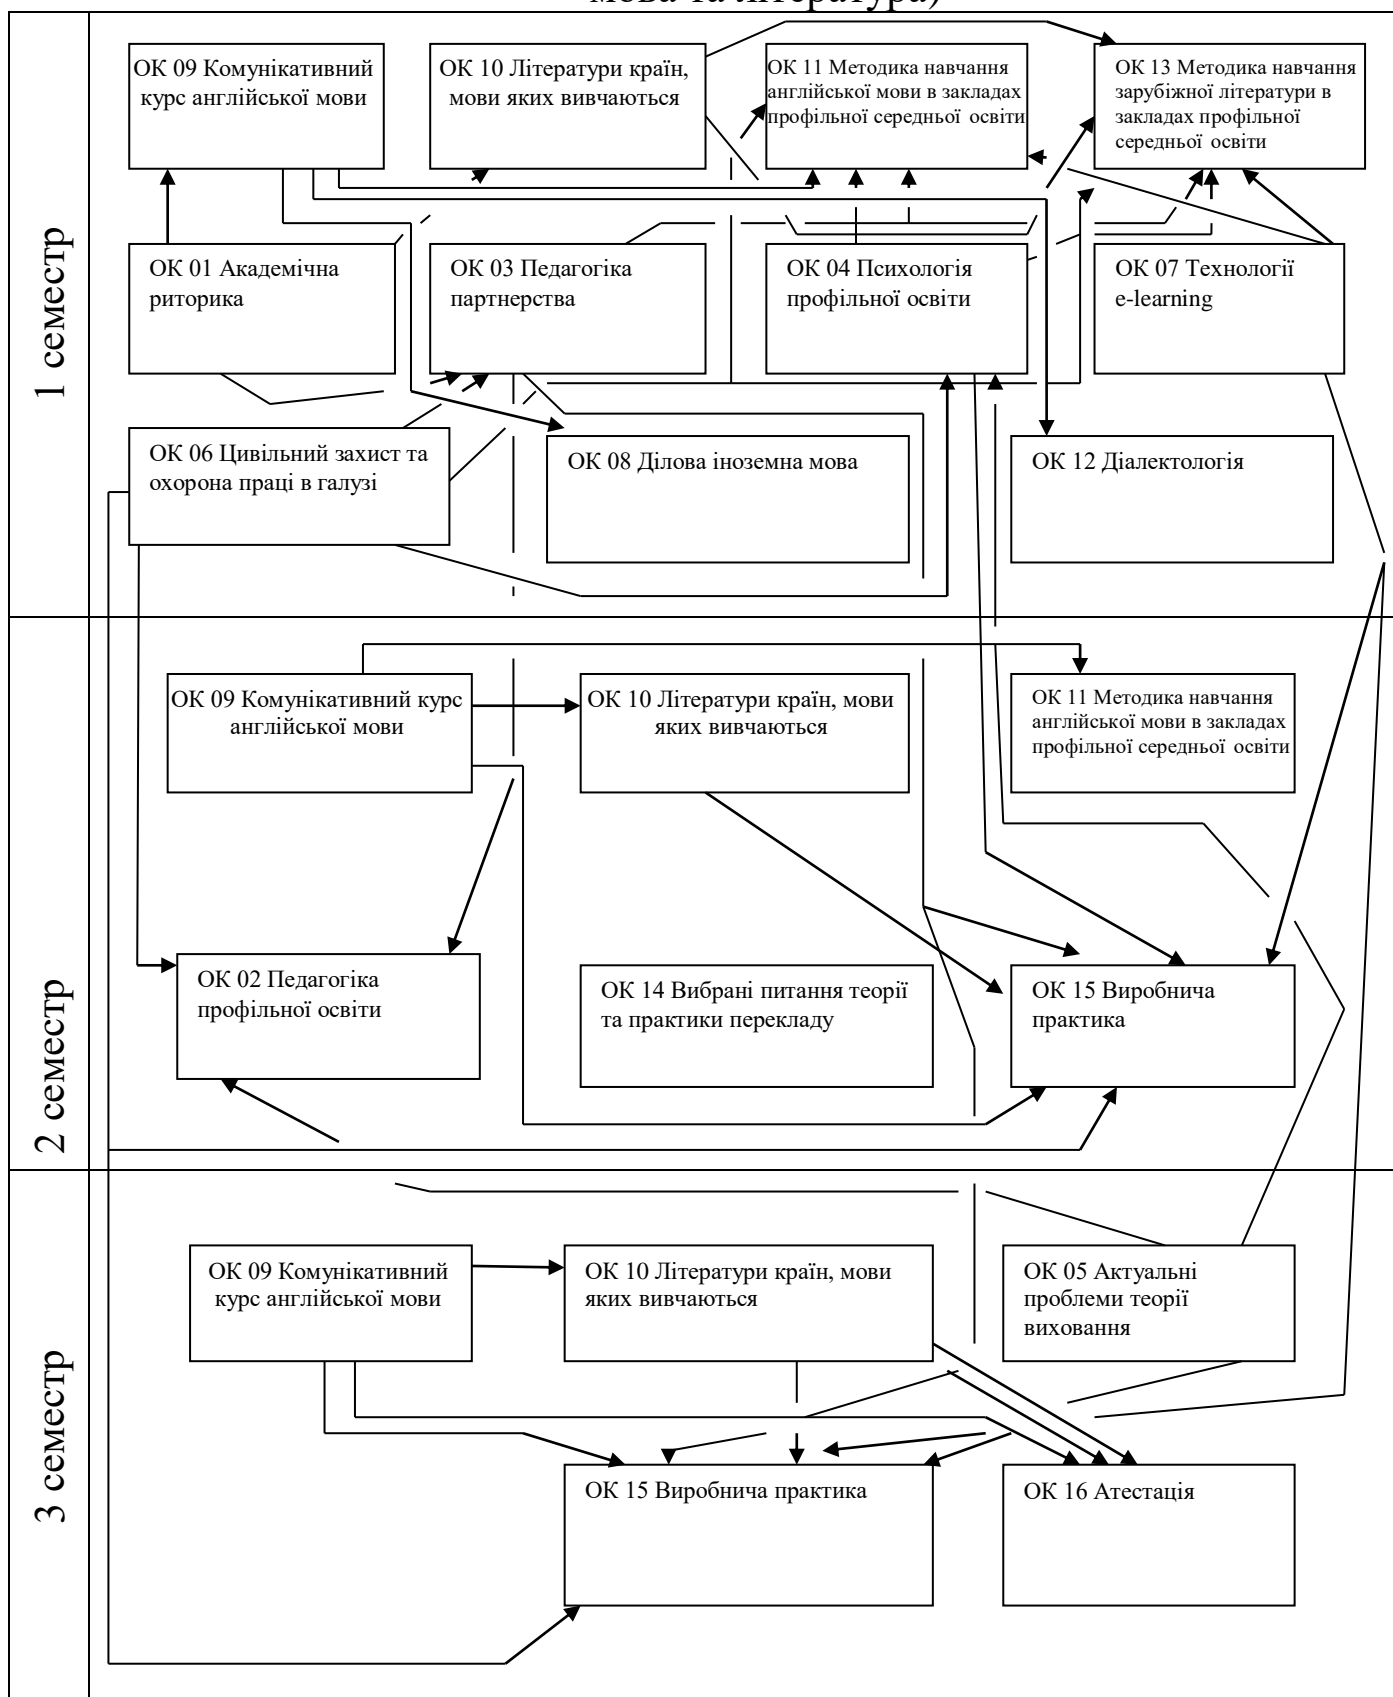 мова та література)
1 семестр
ОК 09 Комунікативний
курс англійської мови
ОК 10 Літератури країн,
мови яких вивчаються
ОК 11 Методика навчання
англійської мови в закладах
профільної середньої освіти
ОК 13 Методика навчання
зарубіжної література в
закладах профільної
середньої освіти
ОК 01 Академічна
риторика
ОК 03 Педагогіка
партнерства
ОК 04 Психологія
профільної освіти
ОК 07 Технології
e-learning
ОК 06 Цивільний захист та
охорона праці в галузі
ОК 08 Ділова іноземна мова
ОК 12 Діалектологія
2 семестр
ОК 09 Комунікативний курс
англійської мови
ОК 10 Літератури країн, мови
яких вивчаються
ОК 11 Методика навчання
англійської мови в закладах
профільної середньої освіти
ОК 02 Педагогіка
профільної освіти
ОК 14 Вибрані питання теорії
та практики перекладу
ОК 15 Виробнича
практика
3 семестр
ОК 09 Комунікативний
курс англійської мови
ОК 10 Літератури країн, мови
яких вивчаються
ОК 05 Актуальні
проблеми теорії
виховання
ОК 15 Виробнича практика
ОК 16 Атестація